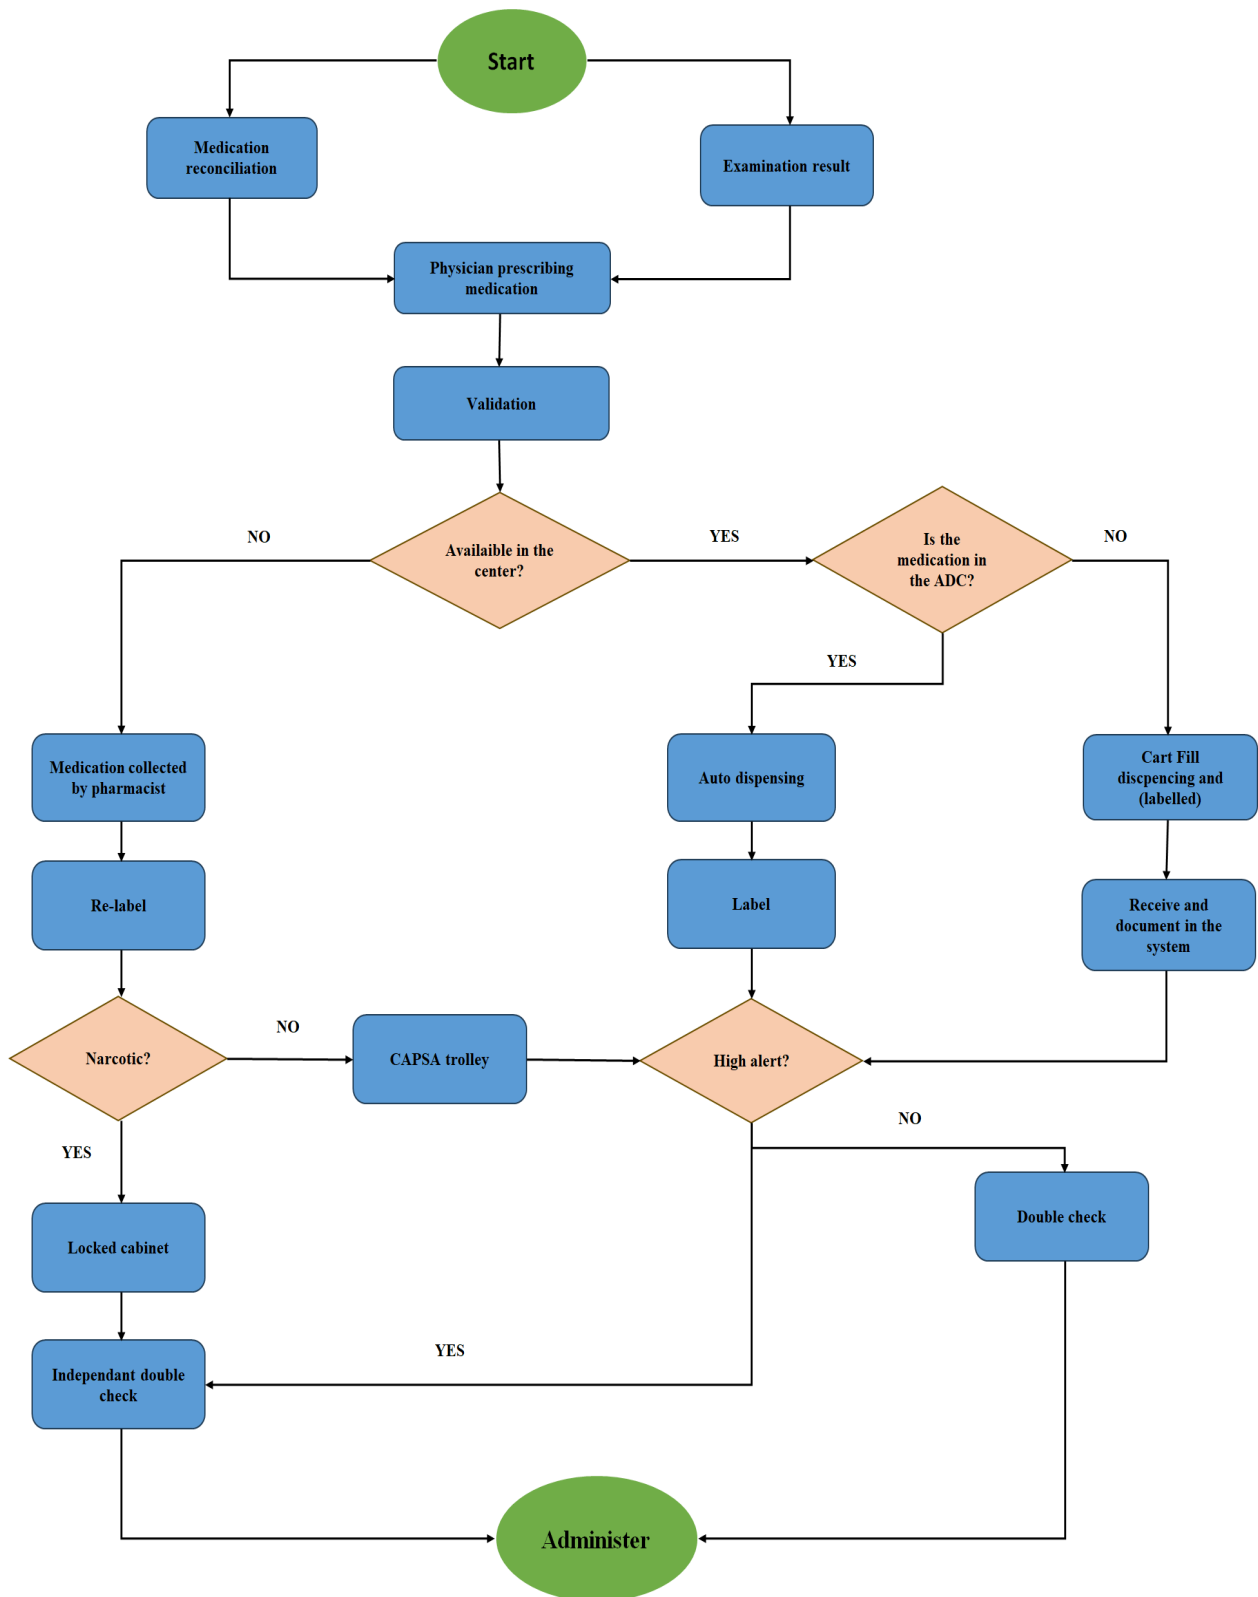 Start
Medication
reconciliation
Examination result
Physician prescribing
medication
Validation
NO
Availaible in the
center?
YES
Is the
medication in
the ADC?
NO
YES
Medication collected
by pharmacist
Auto dispensing
Cart Fill
discpencing and
(labelled)
Re-label
Label
Receive and
document in the
system
Narcotic?
NO
CAPSA trolley
High alert?
NO
YES
Double check
Locked cabinet
YES
Independant double
check
Administer